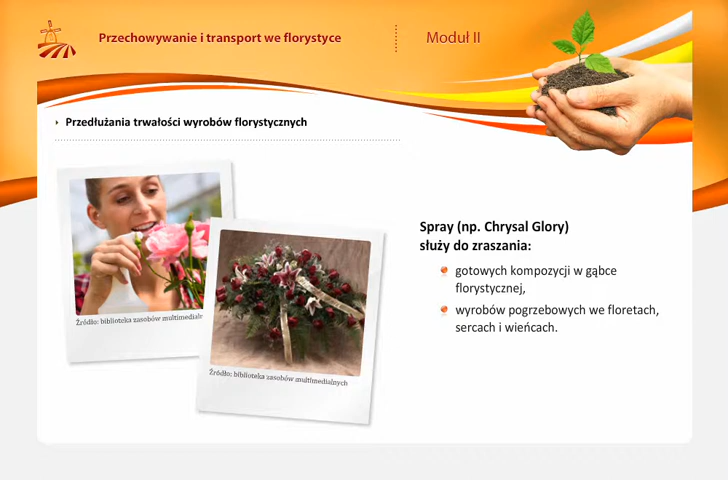 Przechowywanie i transport we florystyce
Moduł II
Przedłużania trwałości wyrobów florystycznych
Źródło: biblioteka zasobów multimedialn
Źródło: biblioteka zasobów multimedialnych
Spray (np. Chrysal Glory)
służy do zraszania:
gotowych kompozycji w gąbce
florystycznej,
wyrobów pogrzebowych we floretach,
sercach i wieńcach.